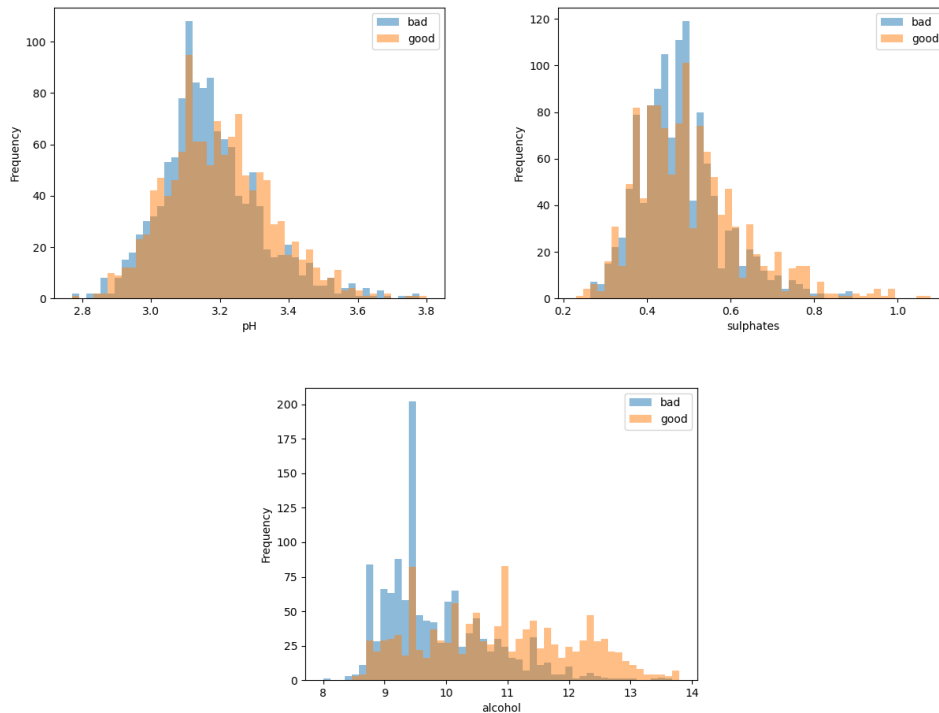 bad
good
Frequency
100
80
60
40
20
0
2.8 3.0 3.2 3.4 3.6 3.8
pH
bad
good
Frequency
120
100
80
60
40
20
0
0.2 0.4 0.6 0.8 1.0
sulphates
bad
good
Frequency
200
175
150
125
100
75
50
25
0
8 9 10 11 12 13 14
alcohol